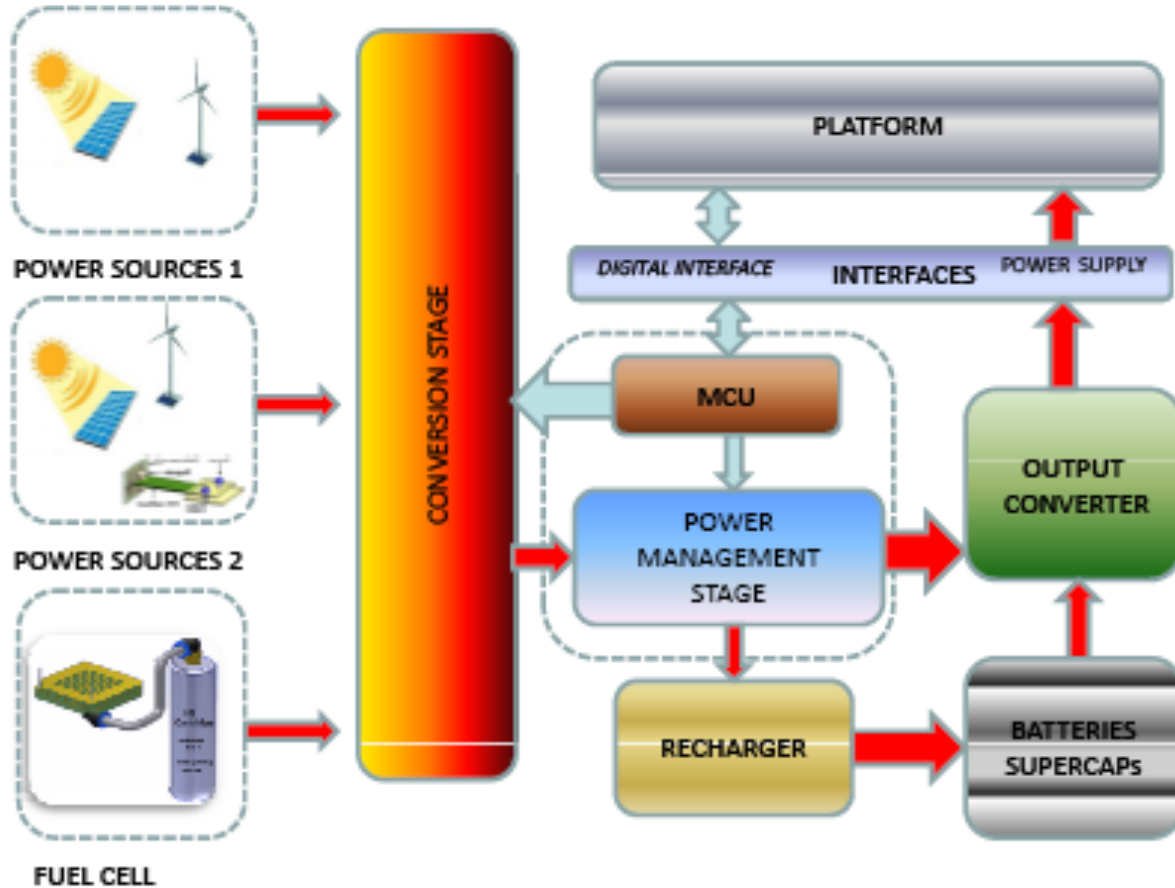 PLATFORM
POWER SOURCES 1
DIGITAL INTERFACE
INTERFACES
POWER SUPPLY
CONVERSION STAGE
MCU
OUTPUT
CONVERTER
POWER
MANAGEMENT
STAGE
POWER SOURCES 2
RECHARGER
BATTERIES
SUPERCAPs
FUEL CELL